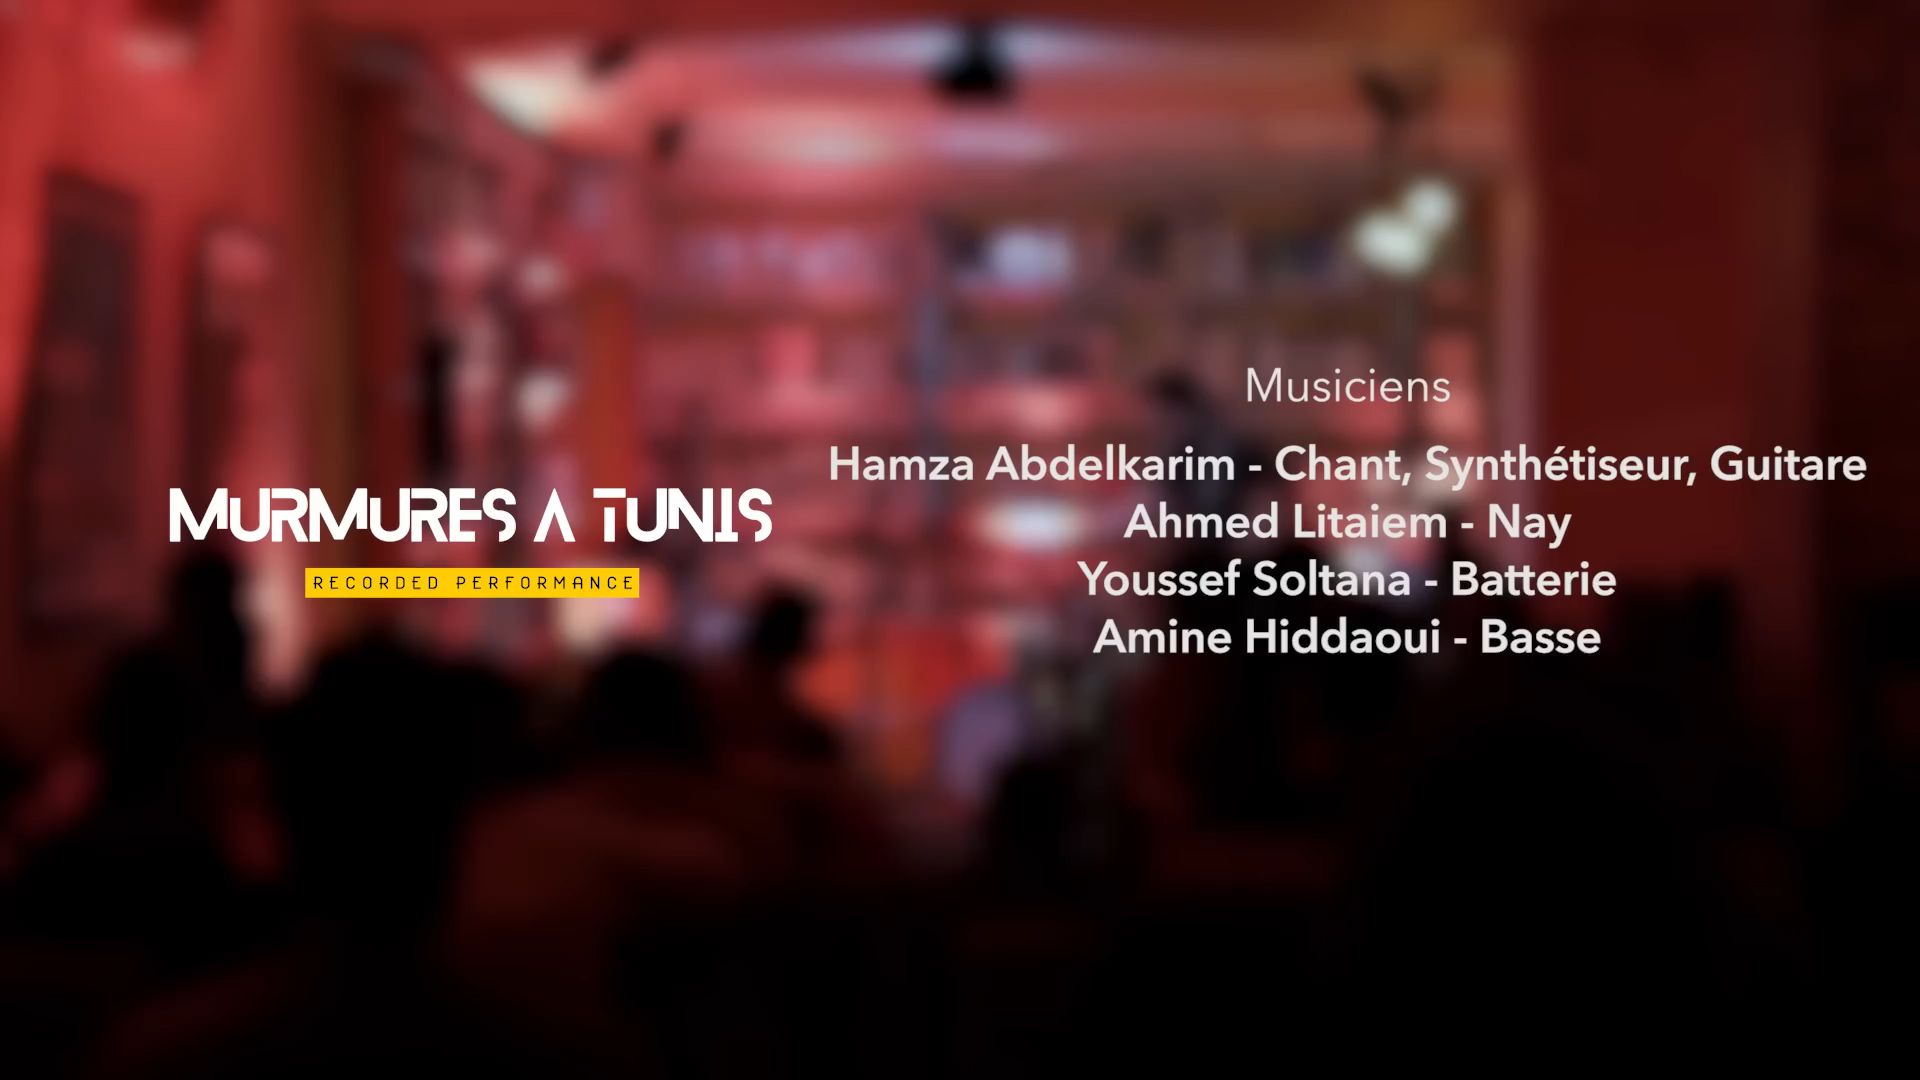 MURMURES A TUNIS
RECORDED PERFORMANCE
Musiciens
Hamza Abdelkarim - Chant, Synthétiseur, Guitare
Ahmed Litaiem - Nay
Youssef Soltana - Batterie
Amine Hiddaoui - Basse